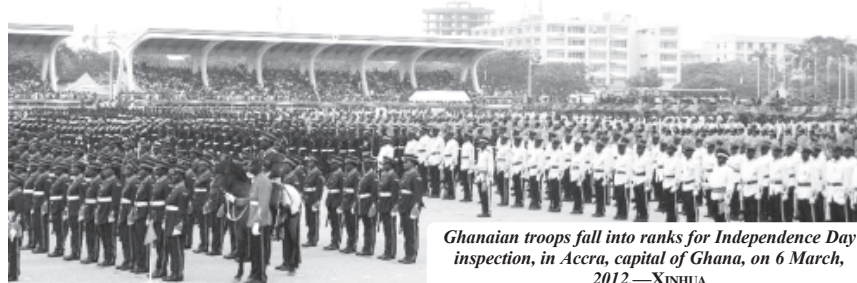 Ghanaian troops fall into ranks for Independence Day
inspection, in Accra, capital of Ghana, on 6 March,
2012.—XINHUA